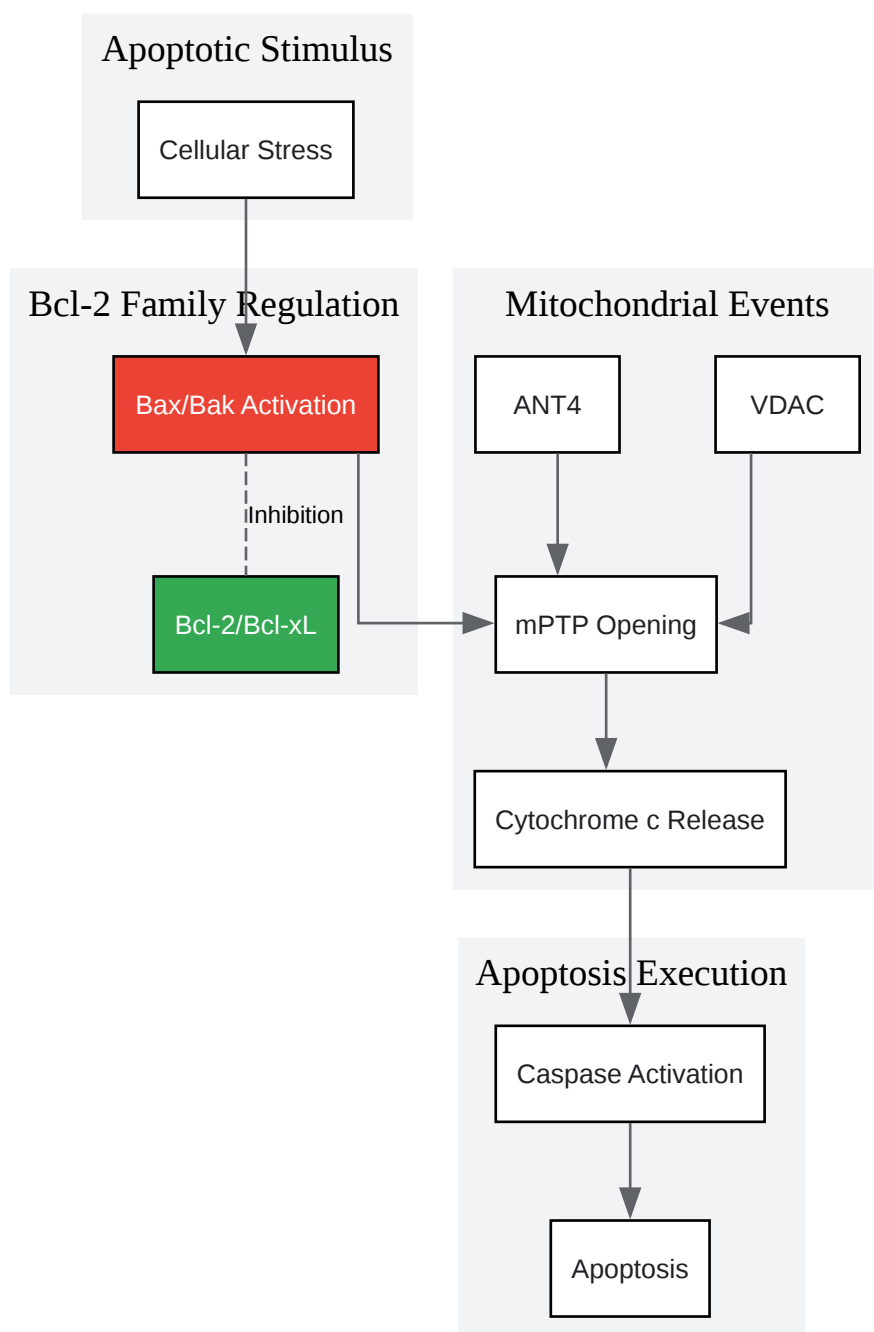 Apoptotic Stimulus
Cellular Stress
Bcl-2 Family Regulation
Bax/Bak Activation
Inhibition
Bcl-2/Bcl-xL
Mitochondrial Events
ANT4
VDAC
mPTP Opening
Cytochrome c Release
Apoptosis Execution
Caspase Activation
Apoptosis